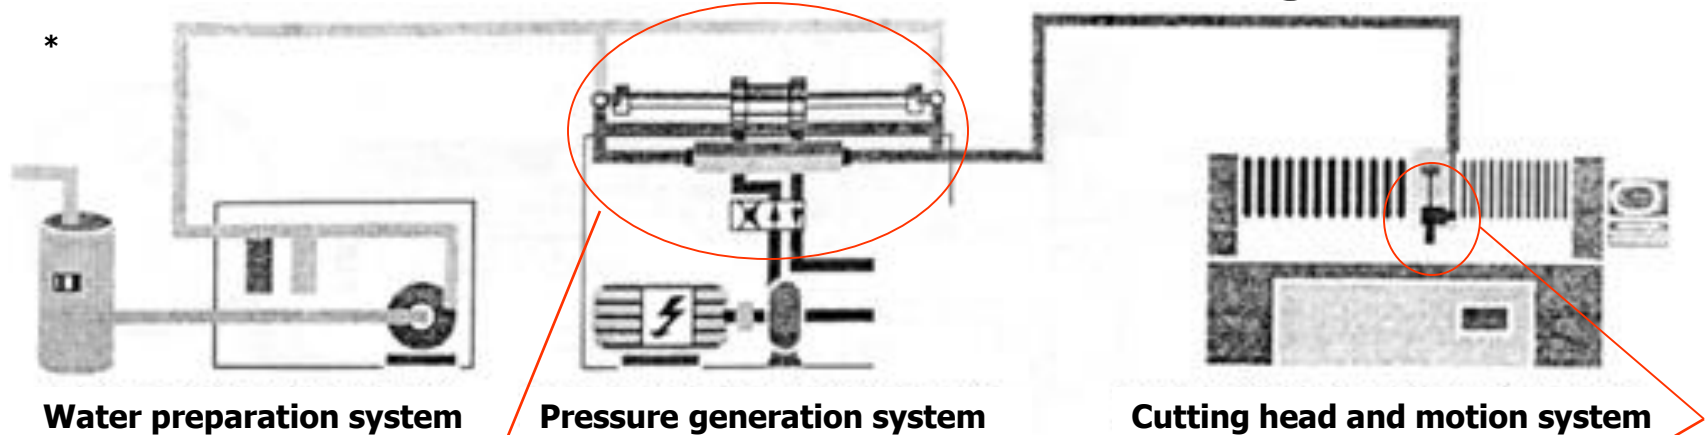 *
Water preparation system
Pressure generation system
Cutting head and motion system